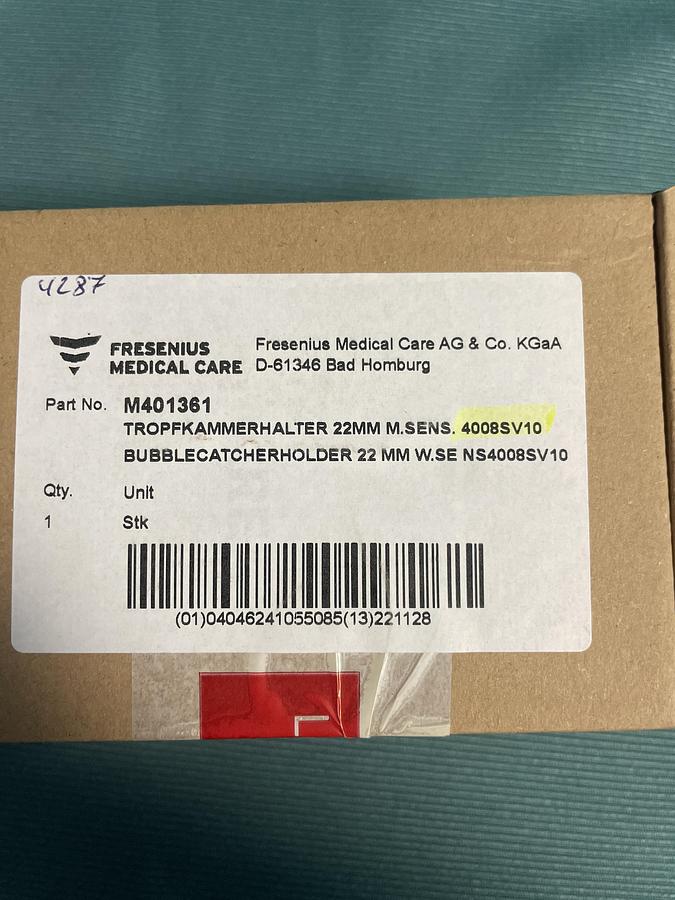 4287
FRESENIUS
MEDICAL CARE
Fresenius Medical Care AG & Co. KGaA
D-61346 Bad Homburg
Part No. M401361
TROPFKAMMERHALTER 22MM M.SENS. 4008SV10
BUBBLECATCHERHOLDER 22 MM W.SE NS4008SV10
Qty. Unit
1 Stk
(01)04046241055085(13)221128